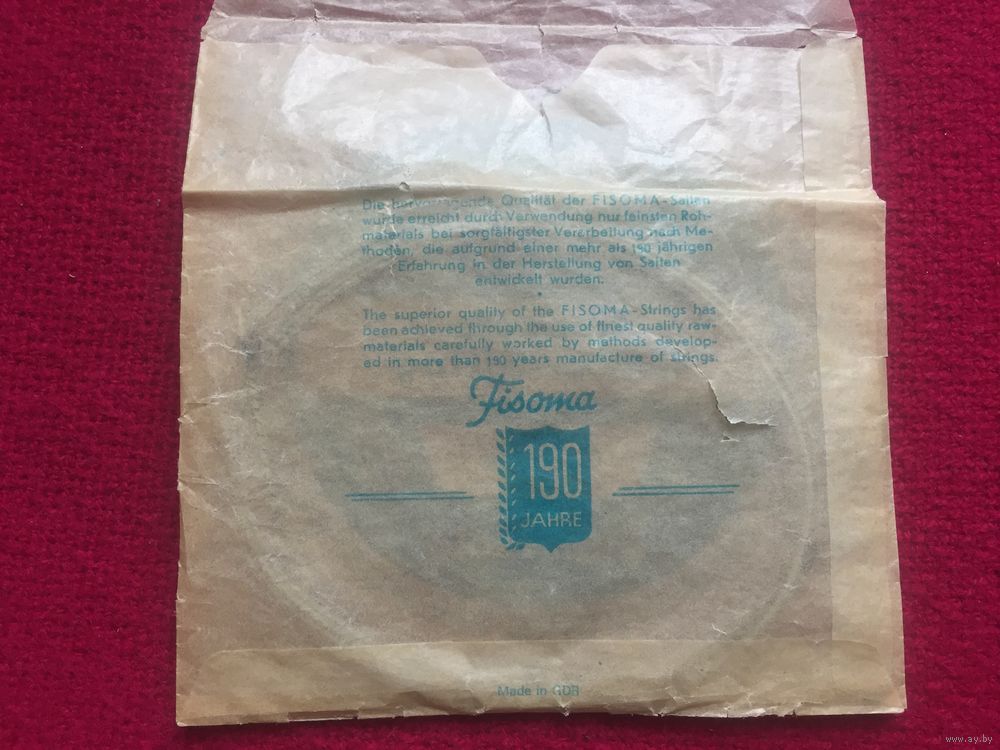 Die hervorragende Qualität der FISOMA-Saiten
wurde erreicht durch Verwendung nur feinsten Roh-
materials bei sorgfältigster Verarbeitung nach Me-
thoden, die aufgrund einer mehr als 190 jährigen
Erfahrung in der Herstellung von Saiten
entwickelt wurden.
The superior quality of the FISOMA-Strings has
been achieved through the use of finest quality raw-
materials carefully worked by methods develop-
ed in more than 190 years manufacture of strings.
Fisoma
190
JAHRE
Made in GDR
www.ay.by